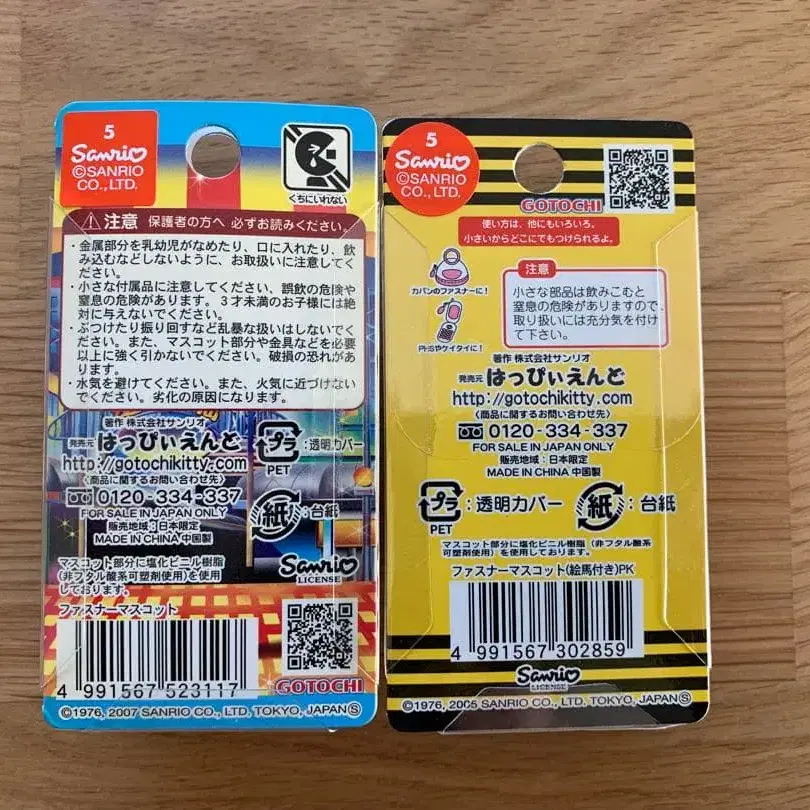 5
Sanrio
©SANRIO
CO., LTD.
くちにいれない
注意 保護者の方へ 必ずお読みください。
・金属部分を乳幼児がなめたり、口に入れたり、飲
み込むなどしないように、お取扱いに注意してく
ださい。
・小さな付属品に注意してください、誤飲の危険や
窒息の危険があります。3才未満のお子様には絶
対に与えないでください。
・ぶつけたり振り回すなど乱暴な扱いはしないでく
ださい。また、マスコット部分や金具などを必要
以上に強く引かないでください。破損の恐れがあ
ります。
・水気を避けてください。また、火気に近づけない
でください。劣化の原因になります。
著作 株式会社サンリオ
発売元 はっぴぃえんど
http://gotochikitty.com
〈商品に関するお問い合わせ先〉
0120-334-337
FOR SALE IN JAPAN ONLY
販売地域：日本限定
MADE IN CHINA 中国製
プラ
PET
：透明カバー
紙
：台紙
マスコット部分に塩化ビニル樹脂
(非フタル酸系可塑剤使用)を使用
しております。
Sanrio
LICENSE
ファスナーマスコット
4 991567 523117
GOTOCHI
©1976, 2007 SANRIO CO., LTD. TOKYO, JAPAN Ⓢ
5
Sanrio
©SANRIO
CO., LTD.
GOTOCHI
使い方は、他にもいろいろ。
小さいからどこにでもつけられるよ。
カバンのファスナーに!
PHSやケイタイに!
注意
小さな部品は飲みこむと
窒息の危険がありますので、
取り扱いには充分気を付け
て下さい。
著作 株式会社サンリオ
発売元 はっぴぃえんど
http://gotochikitty.com
〈商品に関するお問い合わせ先〉
0120-334-337
FOR SALE IN JAPAN ONLY
販売地域：日本限定
MADE IN CHINA 中国製
プラ
PET
：透明カバー
紙
：台紙
マスコット部分に塩化ビニル樹脂 (非フタル酸系
可塑剤使用)を使用しております。
ファスナーマスコット(絵馬付き)PK
4 991567 302859
Sanrio
LICENSE
©1976, 2005 SANRIO CO., LTD. TOKYO, JAPAN Ⓢ